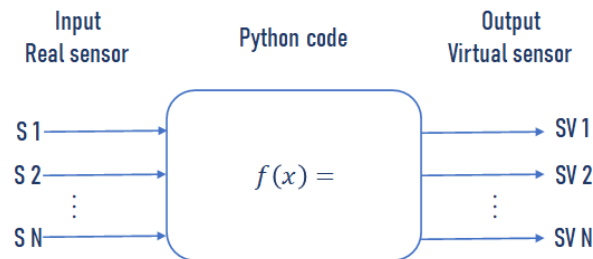 Input
Real sensor
Python code
Output
Virtual sensor
S 1
SV 1
S 2
f(x) =
SV 2
⋮
⋮
S N
SV N